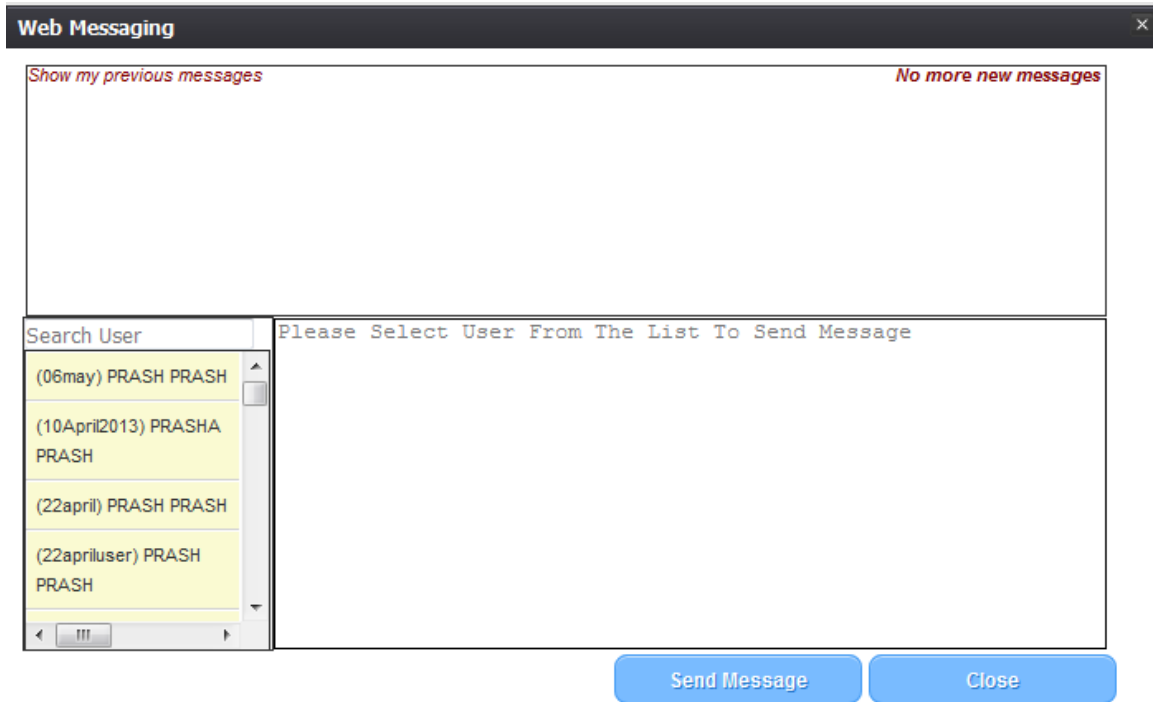 Web Messaging
Show my previous messages
No more new messages
Search User
Please Select User From The List To Send Message
(06may) PRASH PRASH
(10April2013) PRASHA
PRASH
(22april) PRASH PRASH
(22apriluser) PRASH
PRASH
Send Message
Close